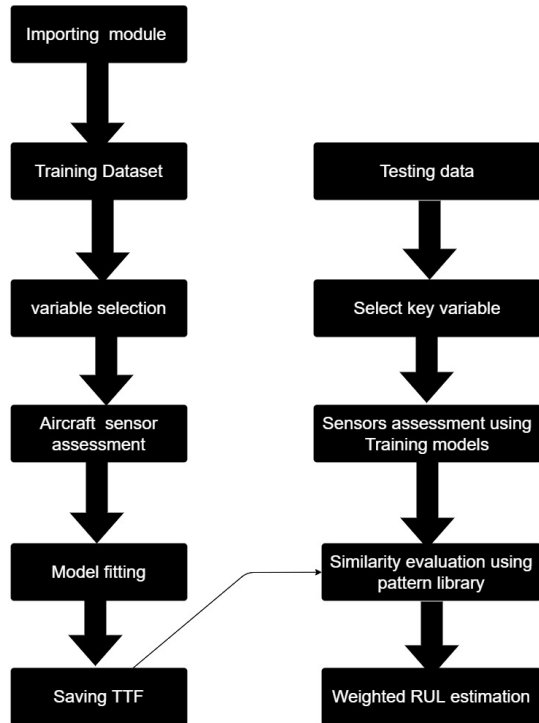 Importing module
Training Dataset
variable selection
Aircraft sensor
assessment
Model fitting
Saving TTF
Testing data
Select key variable
Sensors assessment using
Training models
Similarity evaluation using
pattern library
Weighted RUL estimation